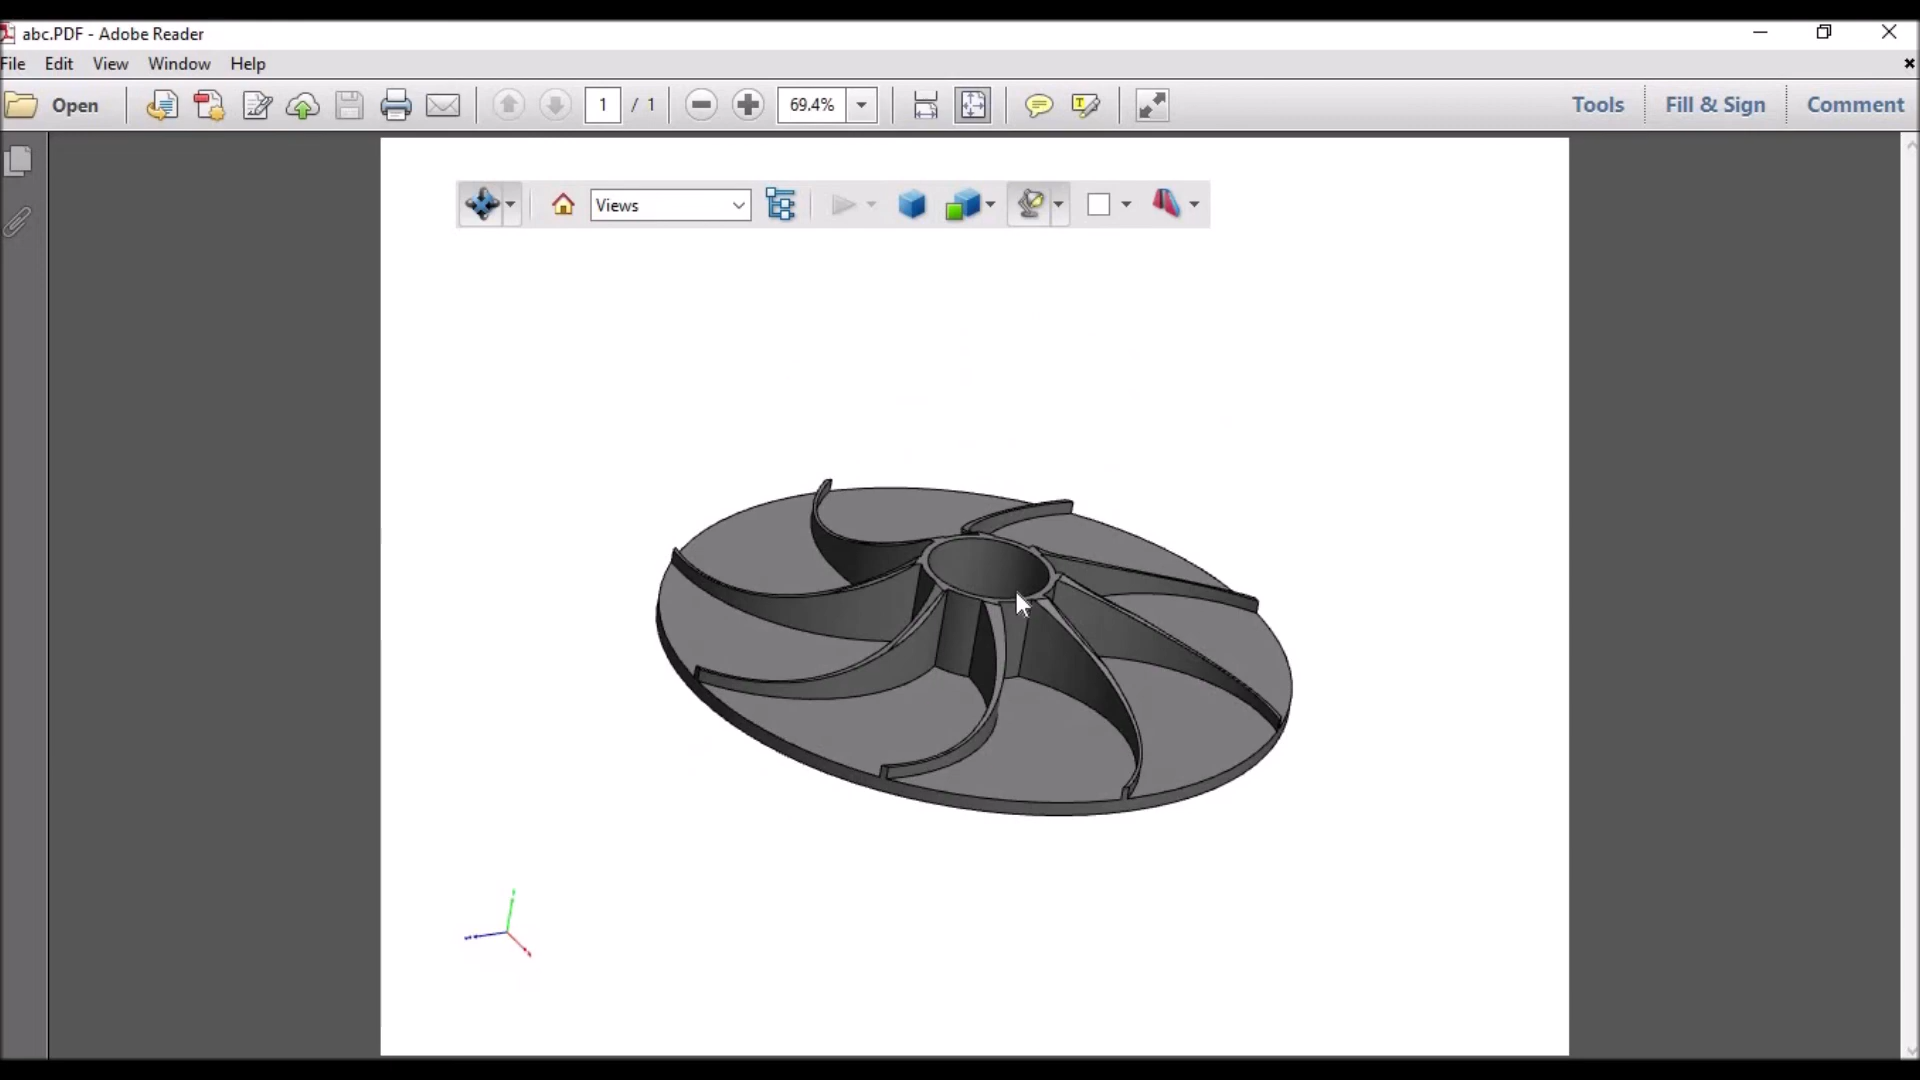 abc.PDF - Adobe Reader
File Edit View Window Help
Open 1 / 1 69.4% Tools Fill & Sign Comment
Views